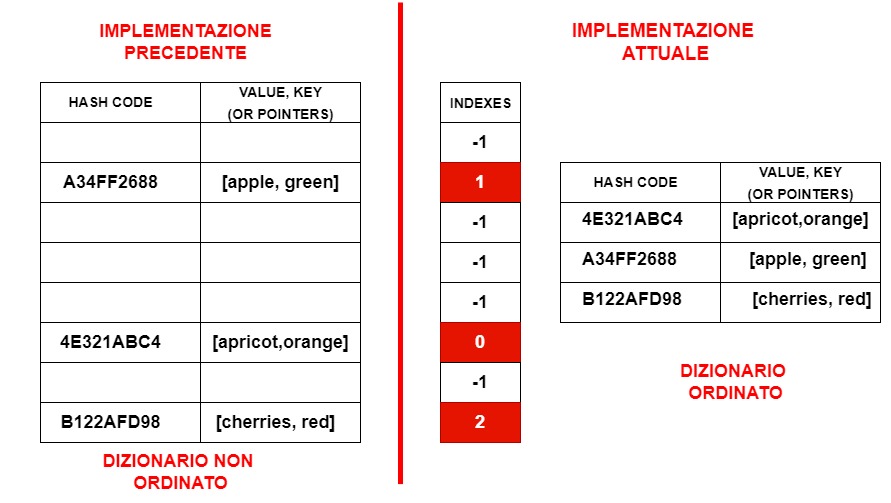 IMPLEMENTAZIONE
PRECEDENTE
HASH CODE
VALUE, KEY
(OR POINTERS)
A34FF2688 [apple, green]
4E321ABC4 [apricot,orange]
B122AFD98 [cherries, red]
DIZIONARIO NON
ORDINATO
IMPLEMENTAZIONE
ATTUALE
INDEXES
-1
1
-1
-1
-1
0
-1
2
HASH CODE
VALUE, KEY
(OR POINTERS)
4E321ABC4 [apricot,orange]
A34FF2688 [apple, green]
B122AFD98 [cherries, red]
DIZIONARIO
ORDINATO